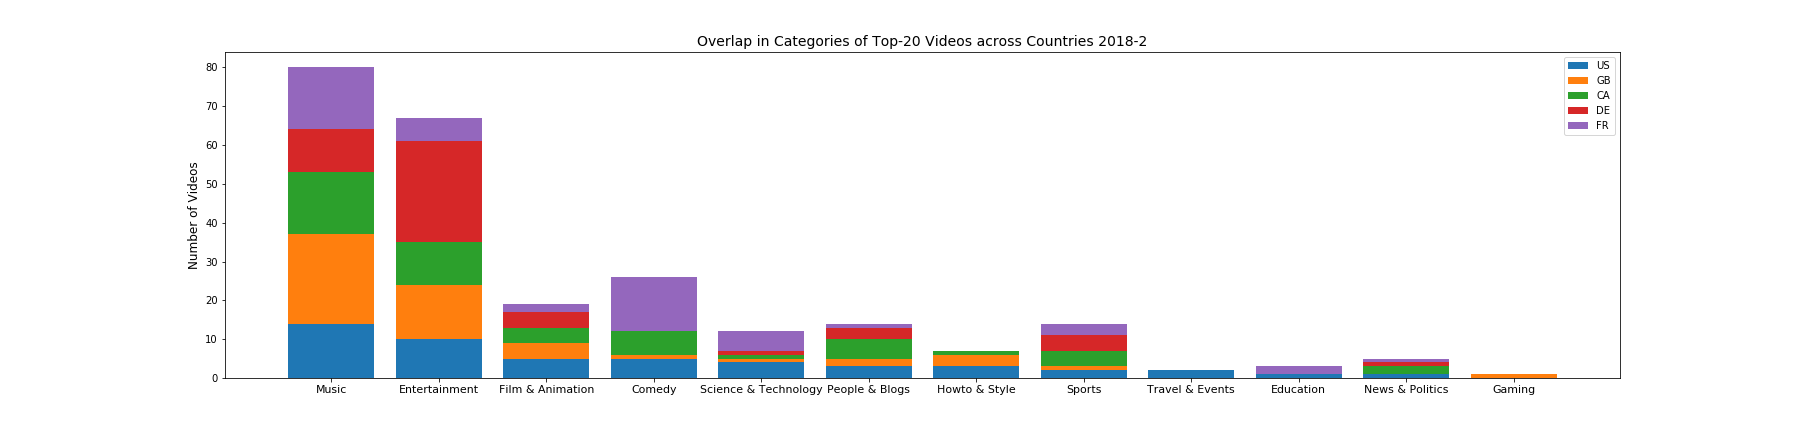 Overlap in Categories of Top-20 Videos across Countries 2018-2
US
GB
CA
DE
FR
Number of Videos
80
70
60
50
40
30
20
10
0
Music Entertainment Film & Animation Comedy Science & Technology People & Blogs Howto & Style Sports Travel & Events Education News & Politics Gaming